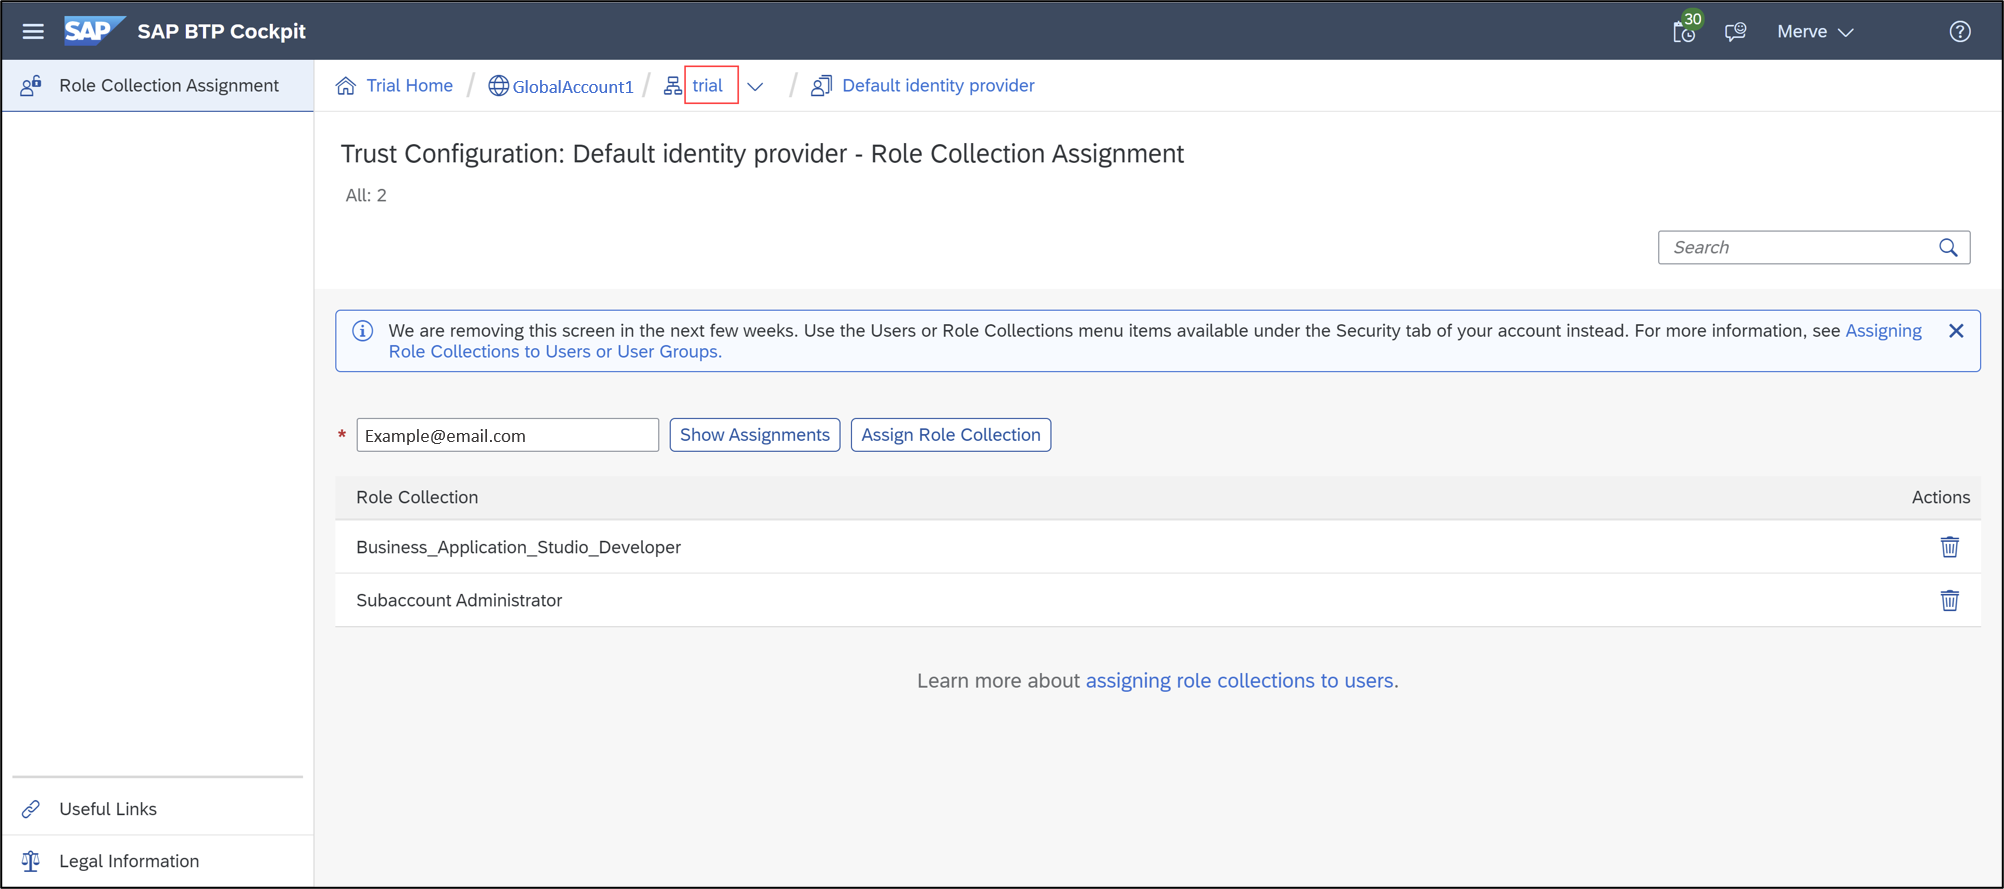 SAP SAP BTP Cockpit 30 Merve
Role Collection Assignment
Trial Home / GlobalAccount1 / trial / Default identity provider
Trust Configuration: Default identity provider - Role Collection Assignment
All: 2
Search
We are removing this screen in the next few weeks. Use the Users or Role Collections menu items available under the Security tab of your account instead. For more information, see Assigning
Role Collections to Users or User Groups.
* Example@email.com Show Assignments Assign Role Collection
Role Collection Actions
Business_Application_Studio_Developer
Subaccount Administrator
Learn more about assigning role collections to users.
Useful Links
Legal Information